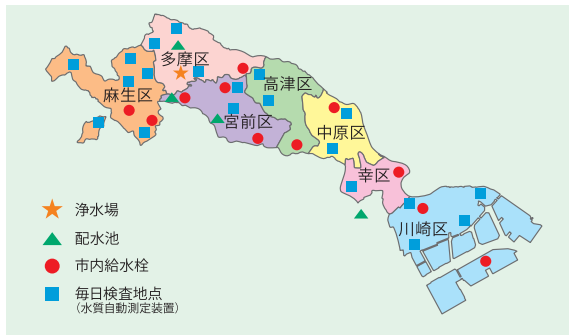 多摩区
麻生区
高津区
宮前区
中原区
幸区
川崎区
浄水場
配水池
市内給水栓
毎日検査地点
（水質自動測定装置）